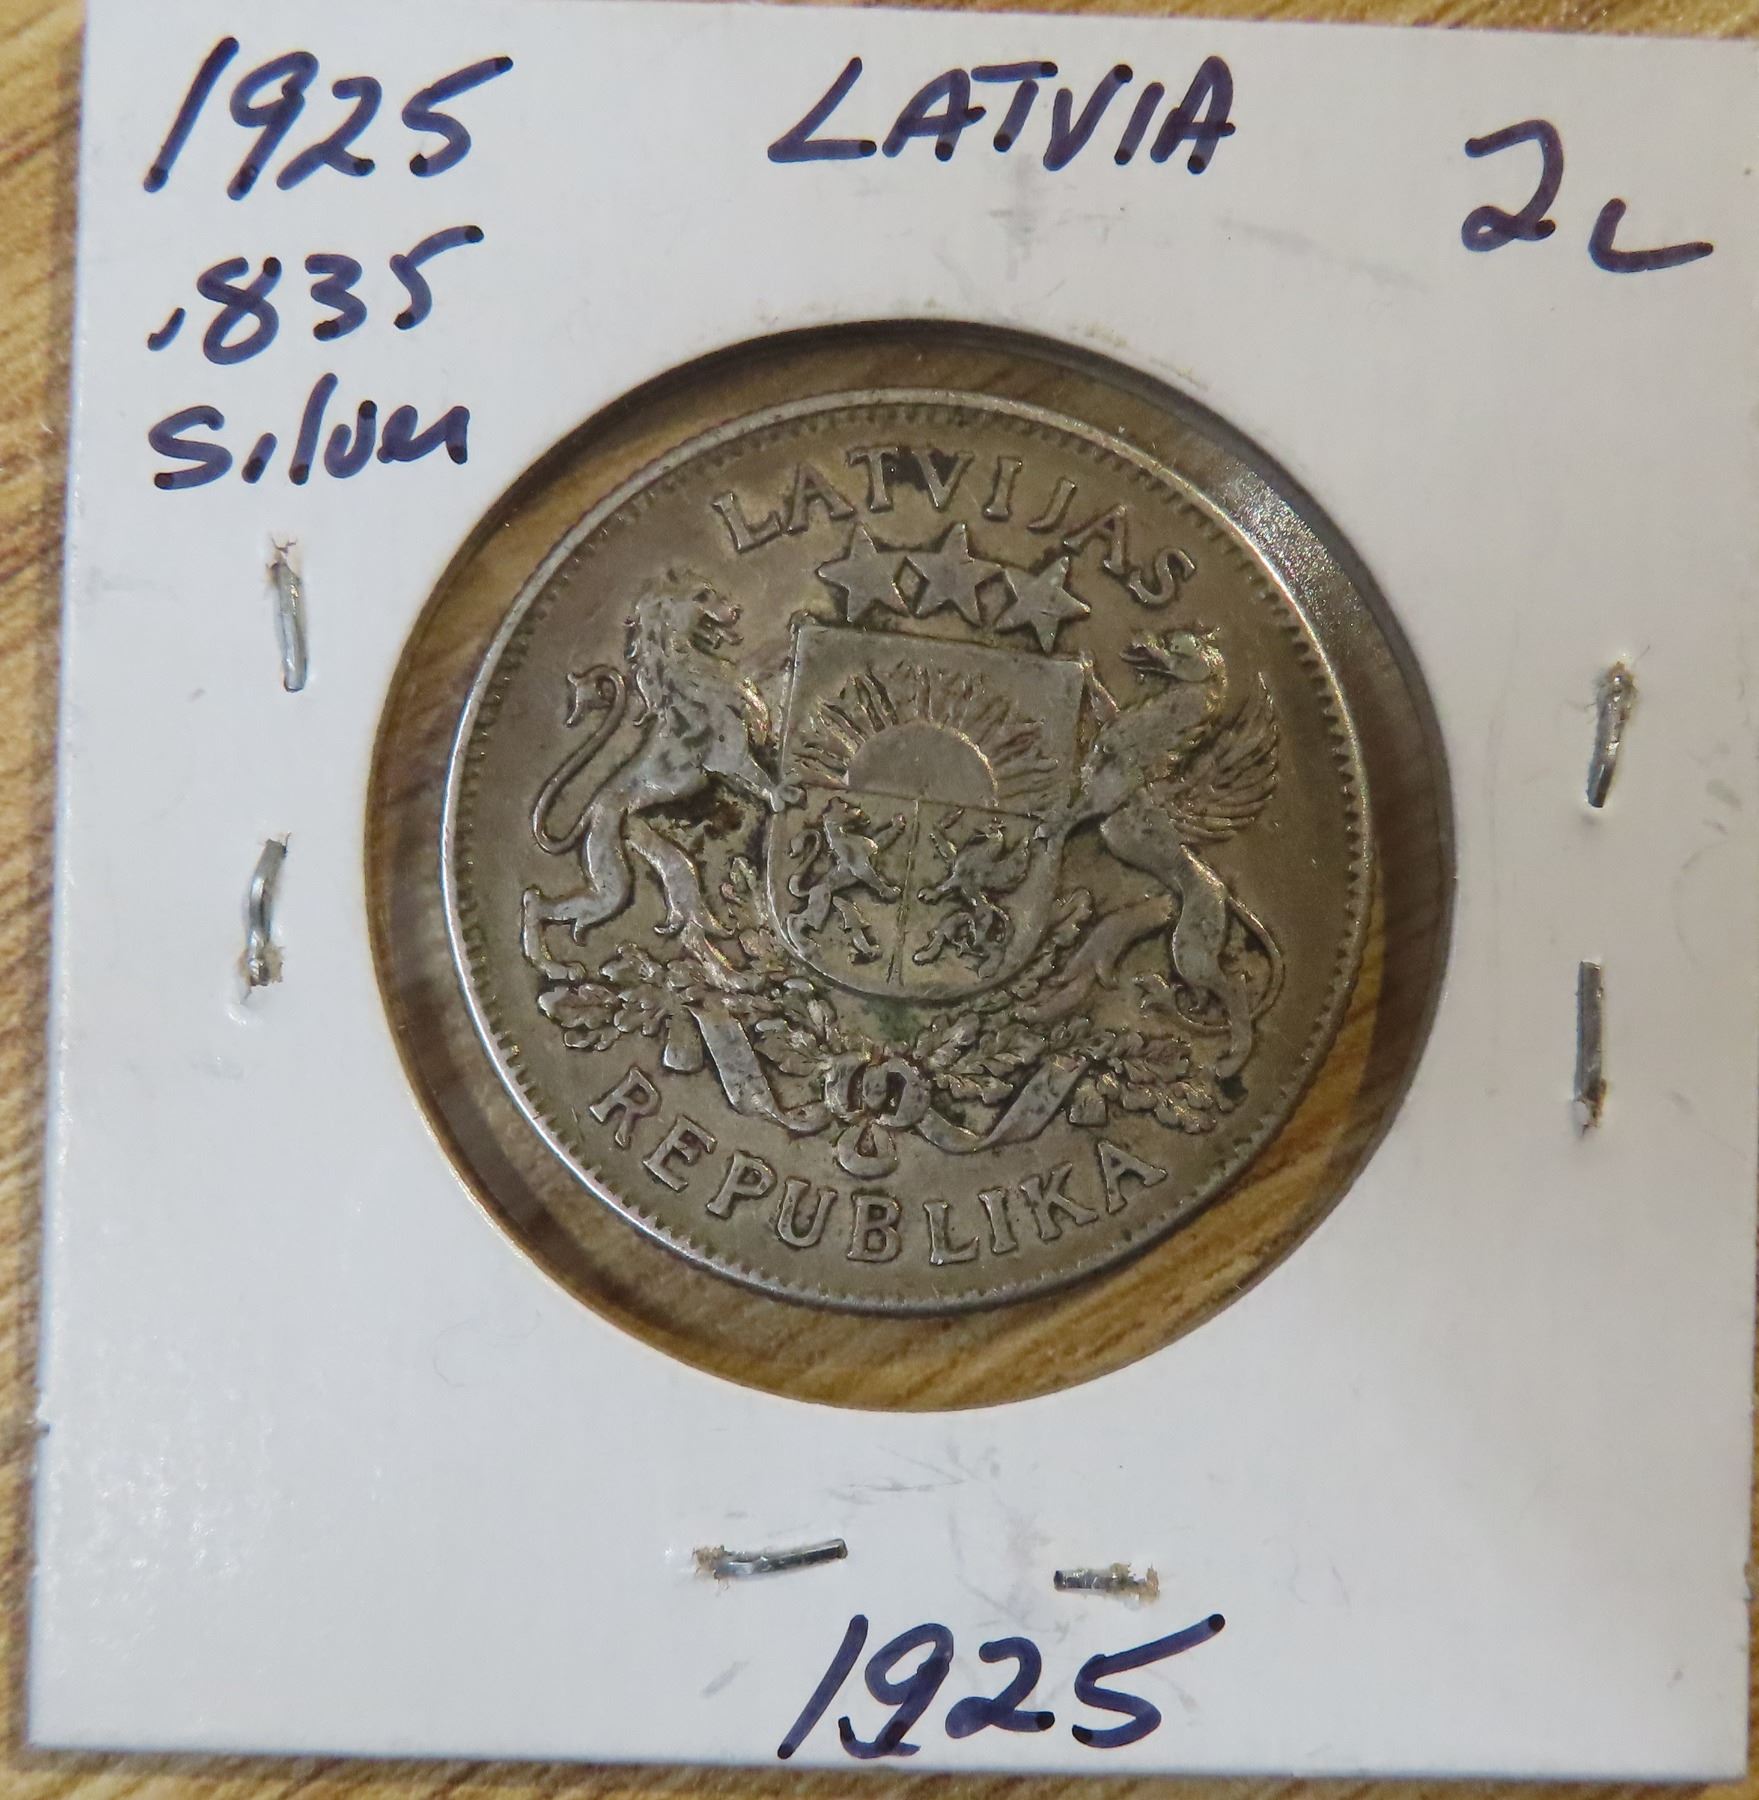 1925 LATVIA 2L
.835
Silver
LATVIJAS
REPUBLIKA
1925